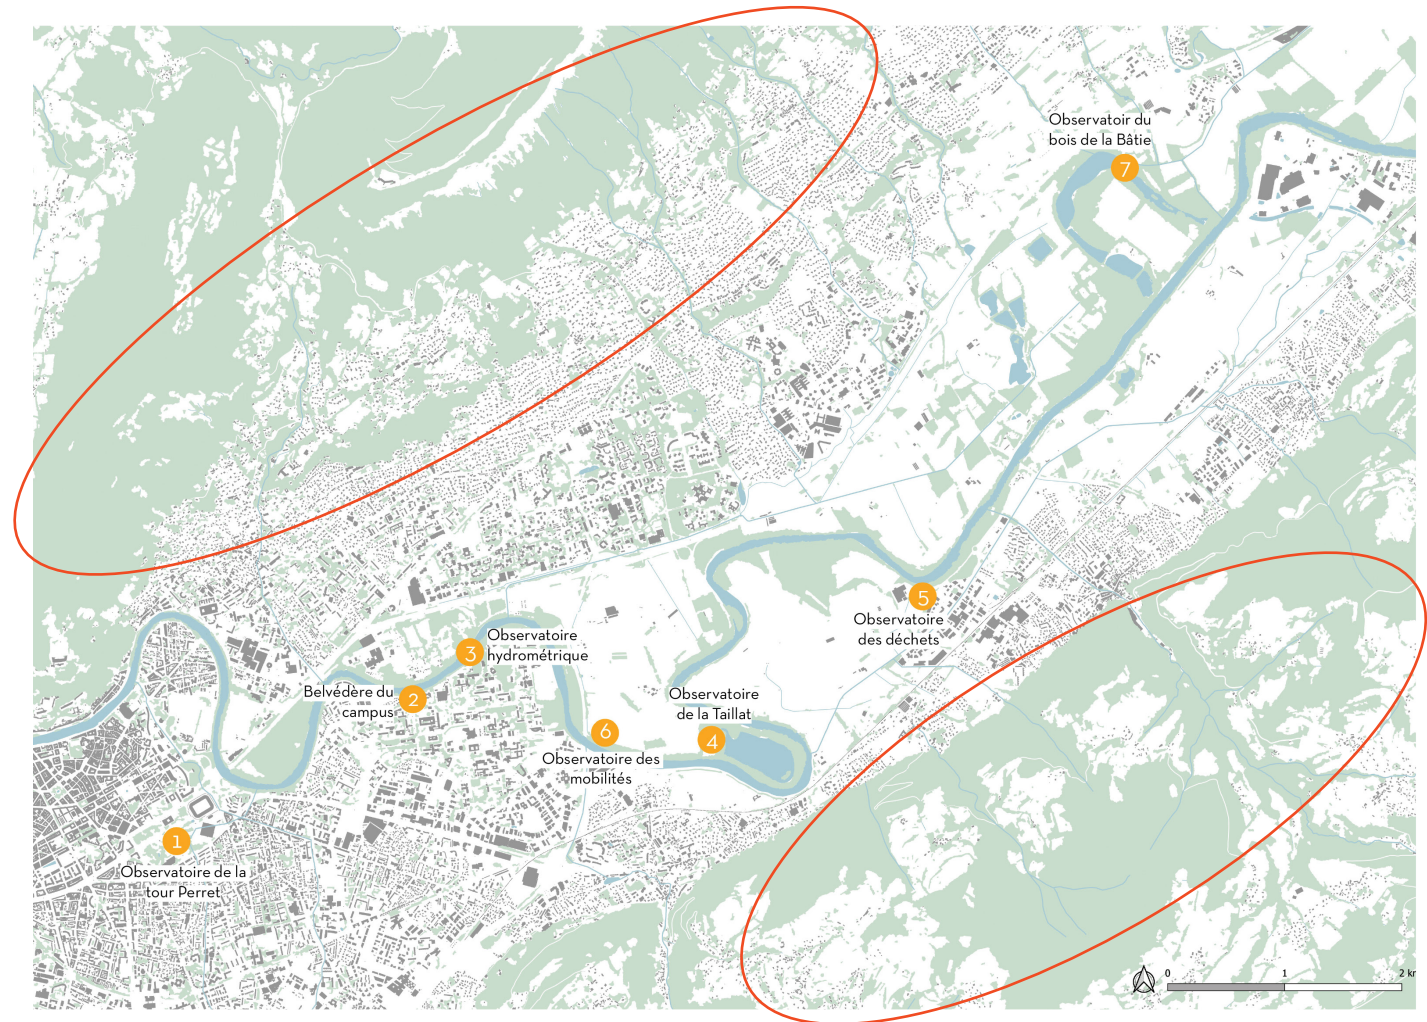 Observatoir du
bois de la Bâtie
7
5
Observatoire
des déchets
Observatoire
hydrométrique
3
Belvédère du
campus
2
Observatoire
de la Taillat
4
6
Observatoire des
mobilités
1
Observatoire de la
tour Perret
0 1 2 kr